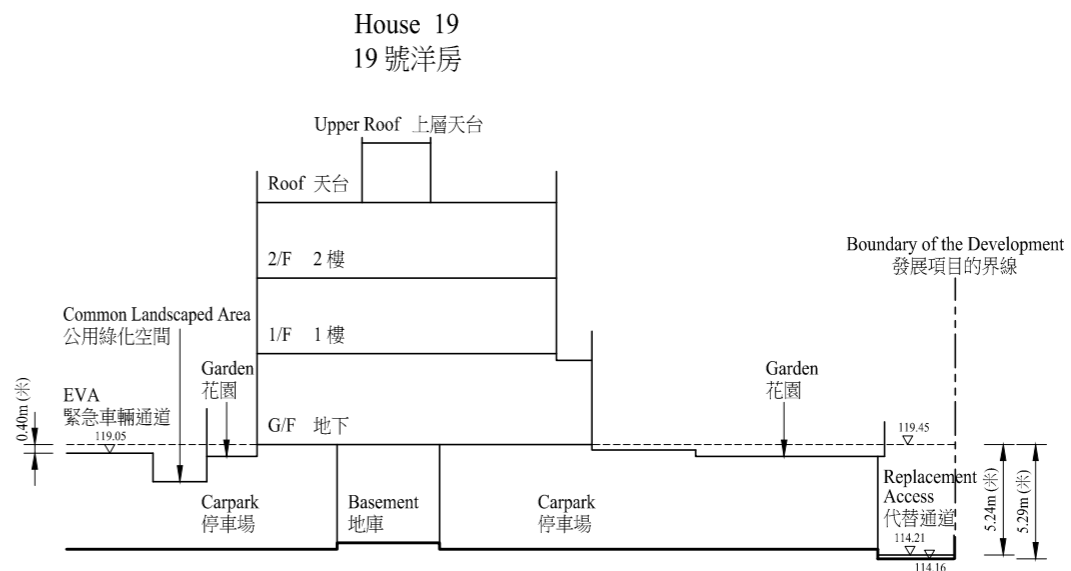 House 19
19 號洋房
Upper Roof 上層天台
Roof 天台
2/F 2 樓
Boundary of the Development
發展項目的界線
Common Landscaped Area
公用綠化空間
1/F 1 樓
Garden
花園
Garden
花園
0.40m (米)
EVA
緊急車輛通道
119.05
G/F 地下
119.45
Carpark
停車場
Basement
地庫
Carpark
停車場
Replacement
Access
代替通道
114.21
114.16
5.24m (米)
5.29m (米)